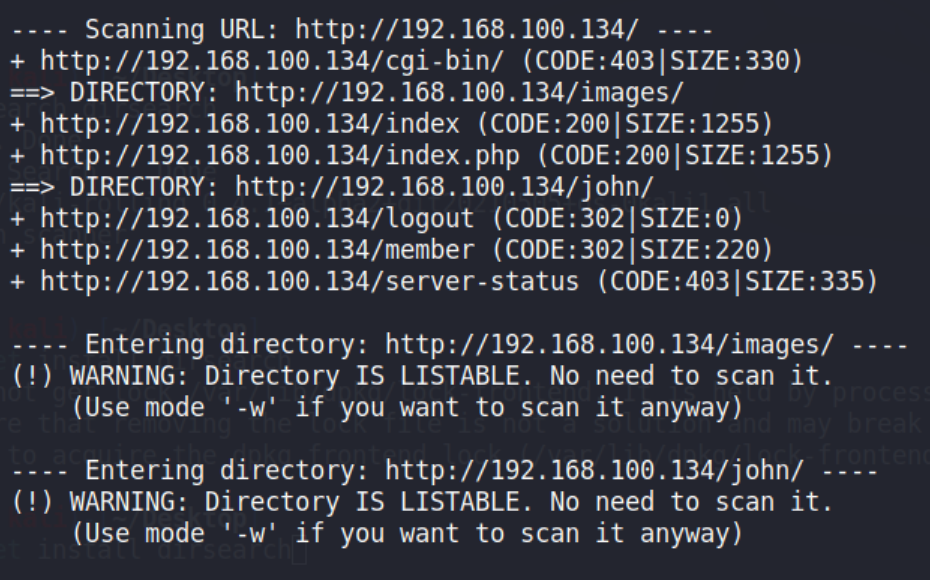 ---- Scanning URL: http://192.168.100.134/ ----
+ http://192.168.100.134/cgi-bin/ (CODE:403|SIZE:330)
==> DIRECTORY: http://192.168.100.134/images/
+ http://192.168.100.134/index (CODE:200|SIZE:1255)
+ http://192.168.100.134/index.php (CODE:200|SIZE:1255)
==> DIRECTORY: http://192.168.100.134/john/
+ http://192.168.100.134/logout (CODE:302|SIZE:0)
+ http://192.168.100.134/member (CODE:302|SIZE:220)
+ http://192.168.100.134/server-status (CODE:403|SIZE:335)
---- Entering directory: http://192.168.100.134/images/ ----
(!) WARNING: Directory IS LISTABLE. No need to scan it.
(Use mode '-w' if you want to scan it anyway)
---- Entering directory: http://192.168.100.134/john/ ----
(!) WARNING: Directory IS LISTABLE. No need to scan it.
(Use mode '-w' if you want to scan it anyway)